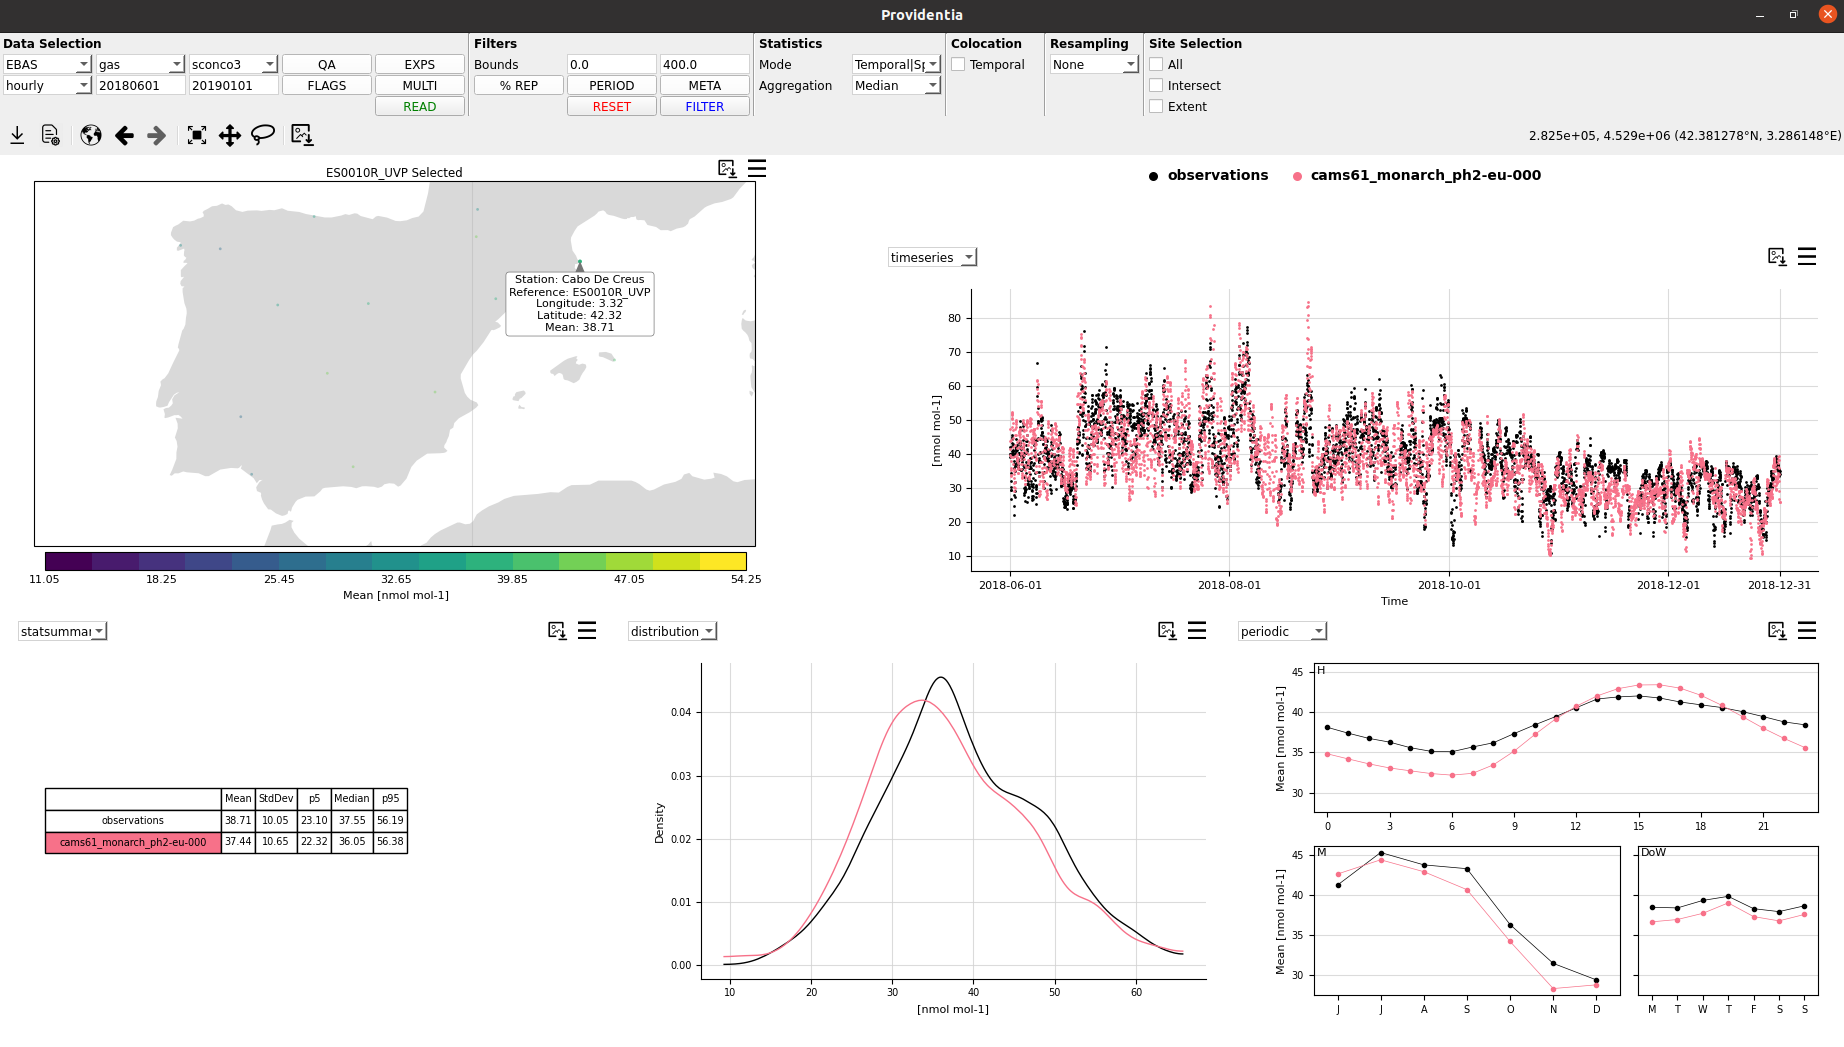 Providentia
Data Selection
Filters
Statistics
Colocation
Resampling
Site Selection
EBAS
gas
sconco3
QA
EXPS
Bounds
0.0
400.0
Mode
Temporal|Sp
Temporal
None
All
hourly
20180601
20190101
FLAGS
MULTI
% REP
PERIOD
META
Aggregation
Median
Intersect
READ
RESET
FILTER
Extent
2.825e+05, 4.529e+06 (42.381278°N, 3.286148°E)
ES0010R_UVP Selected
Station: Cabo De Creus
Reference: ES0010R_UVP
Longitude: 3.32
Latitude: 42.32
Mean: 38.71
11.05 18.25 25.45 32.65 39.85 47.05 54.25
Mean [nmol mol-1]
observations
cams61_monarch_ph2-eu-000
timeseries
80
70
60
50
40
30
20
10
[nmol mol-1]
2018-06-01 2018-08-01 2018-10-01 2018-12-01 2018-12-31
Time
statsummar
Mean StdDev p5 Median p95
observations 38.71 10.05 23.10 37.55 56.19
cams61_monarch_ph2-eu-000 37.44 10.65 22.32 36.05 56.38
distribution
0.04
0.03
0.02
0.01
0.00
Density
10 20 30 40 50 60
[nmol mol-1]
periodic
H
45
40
35
30
Mean [nmol mol-1]
0 3 6 9 12 15 18 21
M
45
40
35
30
Mean [nmol mol-1]
J J A S O N D
DoW
M T W T F S S